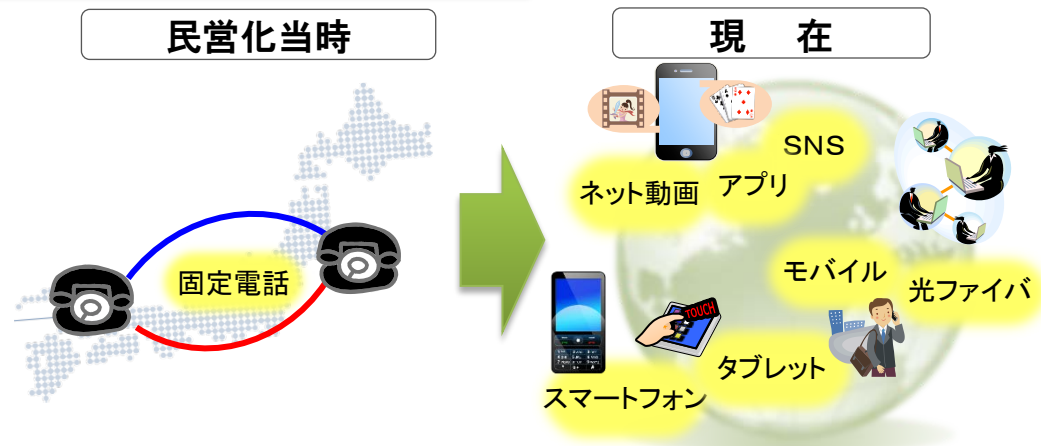 民営化当時
固定電話
現 在
SNS
ネット動画
アプリ
モバイル
光ファイバ
TOUCH
タブレット
スマートフォン